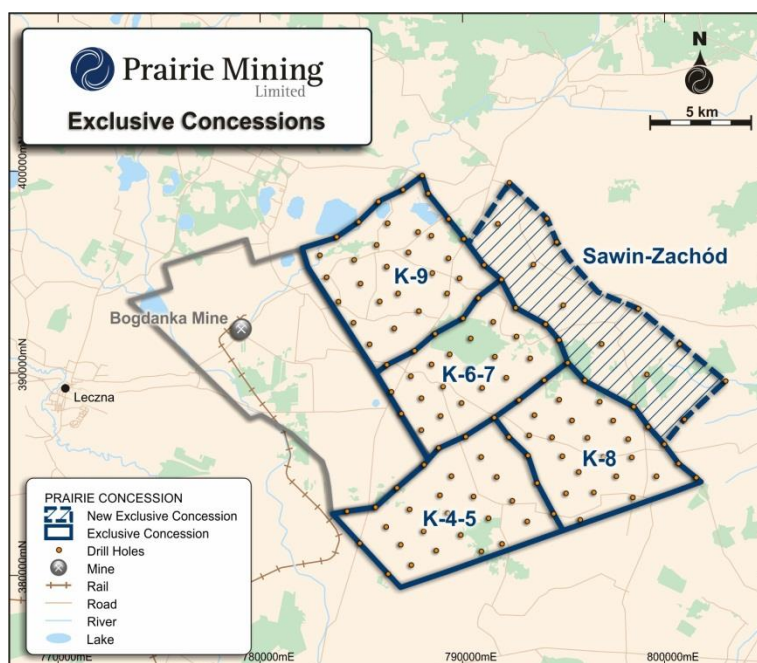 Prairie Mining
Limited
Exclusive Concessions
N
5 km
400000mN
390000mN
380000mN
Sawin-Zachód
K-9
Bogdanka Mine
K-6-7
Leczna
K-8
K-4-5
PRAIRIE CONCESSION
New Exclusive Concession
Exclusive Concession
Drill Holes
Mine
Rail
Road
River
Lake
770000mE
780000mE
790000mE
800000mE